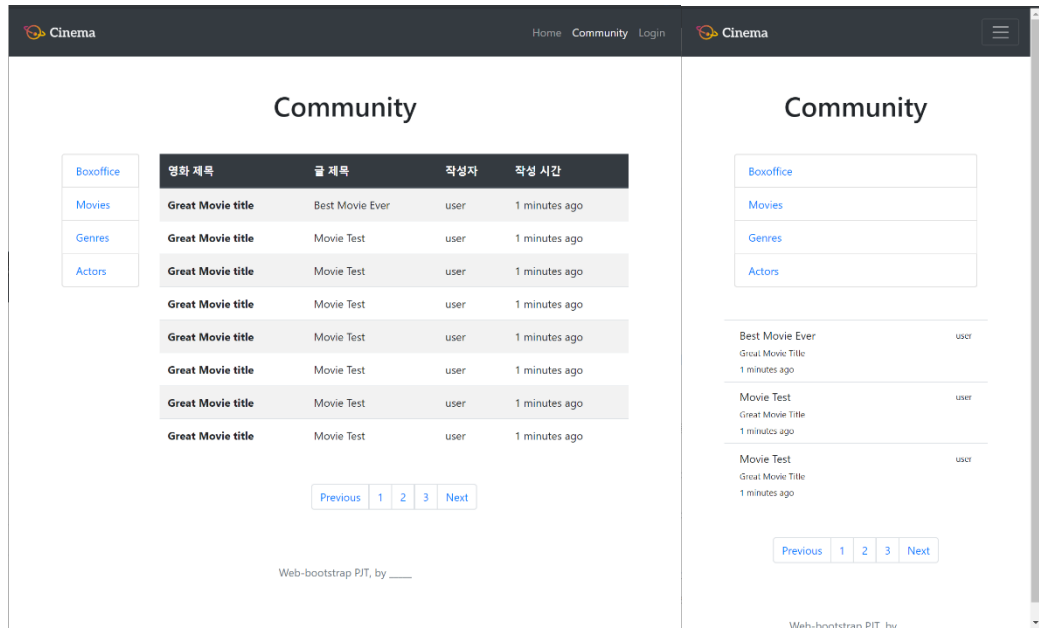 Cinema
Home Community Login
Community
Boxoffice
Movies
Genres
Actors
영화 제목 글 제목 작성자 작성 시간
Great Movie title Best Movie Ever user 1 minutes ago
Great Movie title Movie Test user 1 minutes ago
Great Movie title Movie Test user 1 minutes ago
Great Movie title Movie Test user 1 minutes ago
Great Movie title Movie Test user 1 minutes ago
Great Movie title Movie Test user 1 minutes ago
Great Movie title Movie Test user 1 minutes ago
Great Movie title Movie Test user 1 minutes ago
Previous 1 2 3 Next
Web-bootstrap PJT, by ____
Cinema
Community
Boxoffice
Movies
Genres
Actors
Best Movie Ever user
Great Movie Title
1 minutes ago
Movie Test user
Great Movie Title
1 minutes ago
Movie Test user
Great Movie Title
1 minutes ago
Previous 1 2 3 Next
Web-bootstrap PJT, by